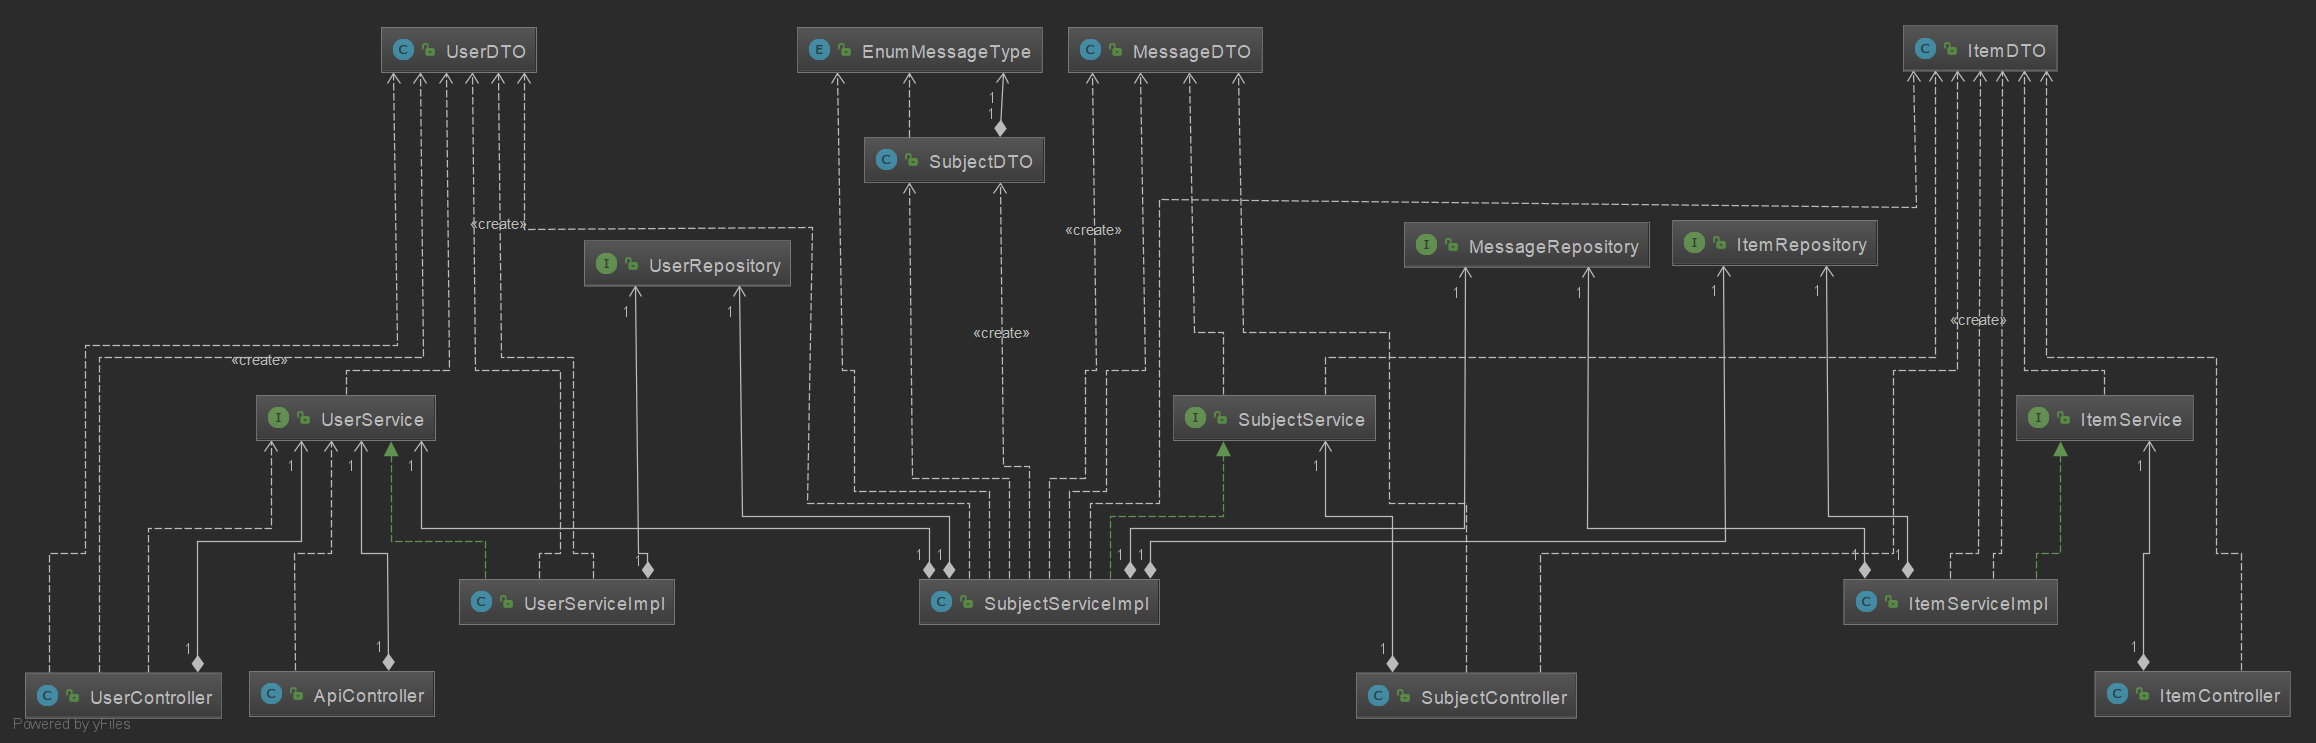 C UserDTO
E EnumMessageType
C MessageDTO
C ItemDTO
1
1
C SubjectDTO
«create»
«create»
I UserRepository
I MessageRepository
I ItemRepository
1
1
1
1
1
1
«create»
«create»
«create»
I UserService
I SubjectService
I ItemService
1
1
1
1
1
1
1
1
1
1
1
1
C UserServiceImpl
C SubjectServiceImpl
C ItemServiceImpl
1
1
1
1
C UserController
C ApiController
C SubjectController
C ItemController
Powered by yFiles